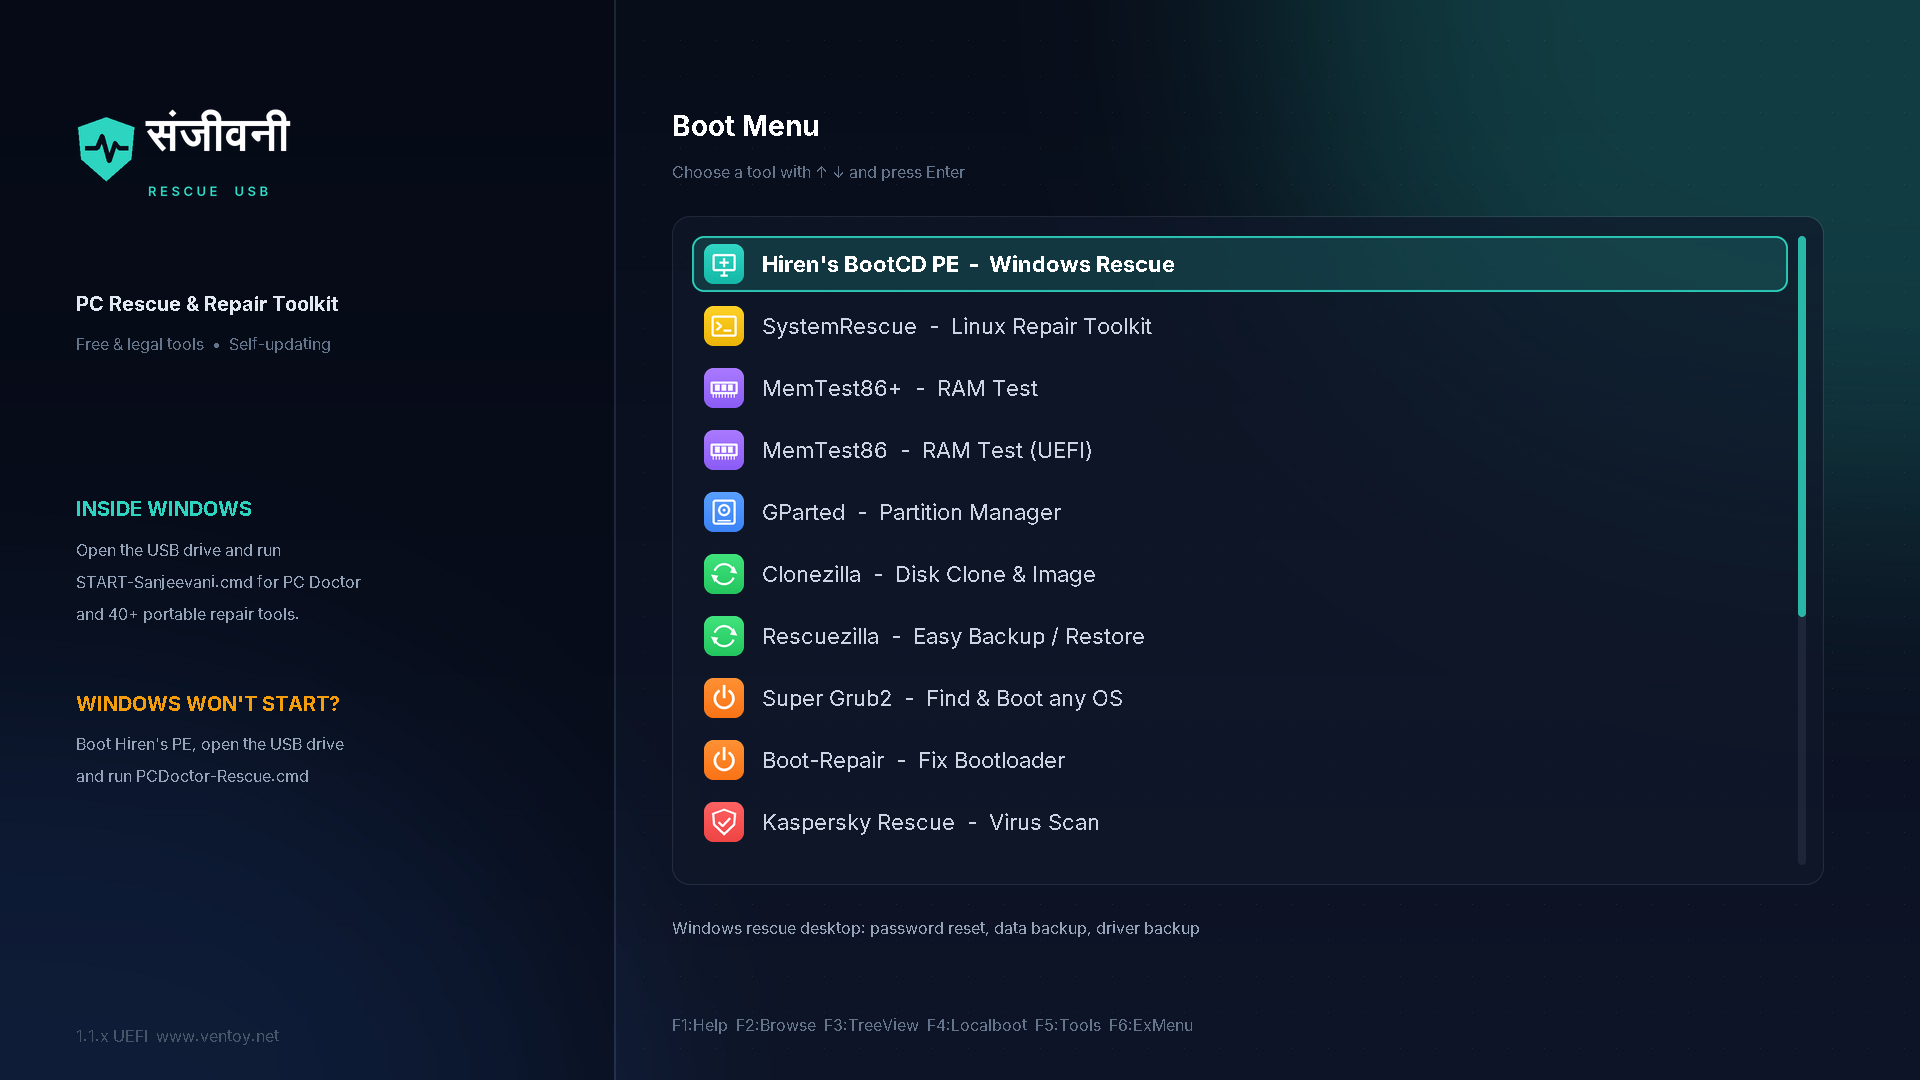 संजीवनी
RESCUE USB
PC Rescue & Repair Toolkit
Free & legal tools • Self-updating
INSIDE WINDOWS
Open the USB drive and run
START-Sanjeevani.cmd for PC Doctor
and 40+ portable repair tools.
WINDOWS WON'T START?
Boot Hiren's PE, open the USB drive
and run PCDoctor-Rescue.cmd
1.1.x UEFI www.ventoy.net
Boot Menu
Choose a tool with ↑ ↓ and press Enter
Hiren's BootCD PE - Windows Rescue
SystemRescue - Linux Repair Toolkit
MemTest86+ - RAM Test
MemTest86 - RAM Test (UEFI)
GParted - Partition Manager
Clonezilla - Disk Clone & Image
Rescuezilla - Easy Backup / Restore
Super Grub2 - Find & Boot any OS
Boot-Repair - Fix Bootloader
Kaspersky Rescue - Virus Scan
Windows rescue desktop: password reset, data backup, driver backup
F1:Help F2:Browse F3:TreeView F4:Localboot F5:Tools F6:ExMenu